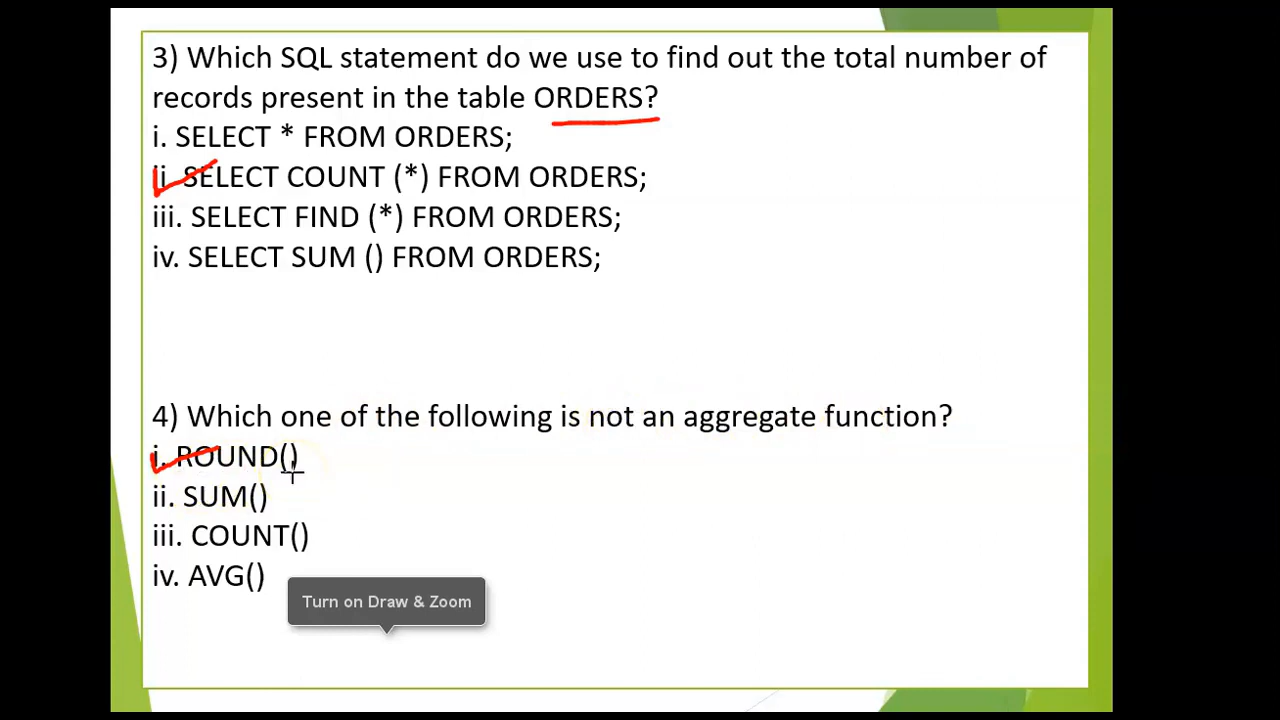 3) Which SQL statement do we use to find out the total number of
records present in the table ORDERS?
i. SELECT * FROM ORDERS;
ii. SELECT COUNT (*) FROM ORDERS;
iii. SELECT FIND (*) FROM ORDERS;
iv. SELECT SUM () FROM ORDERS;
4) Which one of the following is not an aggregate function?
i. ROUND()
ii. SUM()
iii. COUNT()
iv. AVG()
Turn on Draw & Zoom